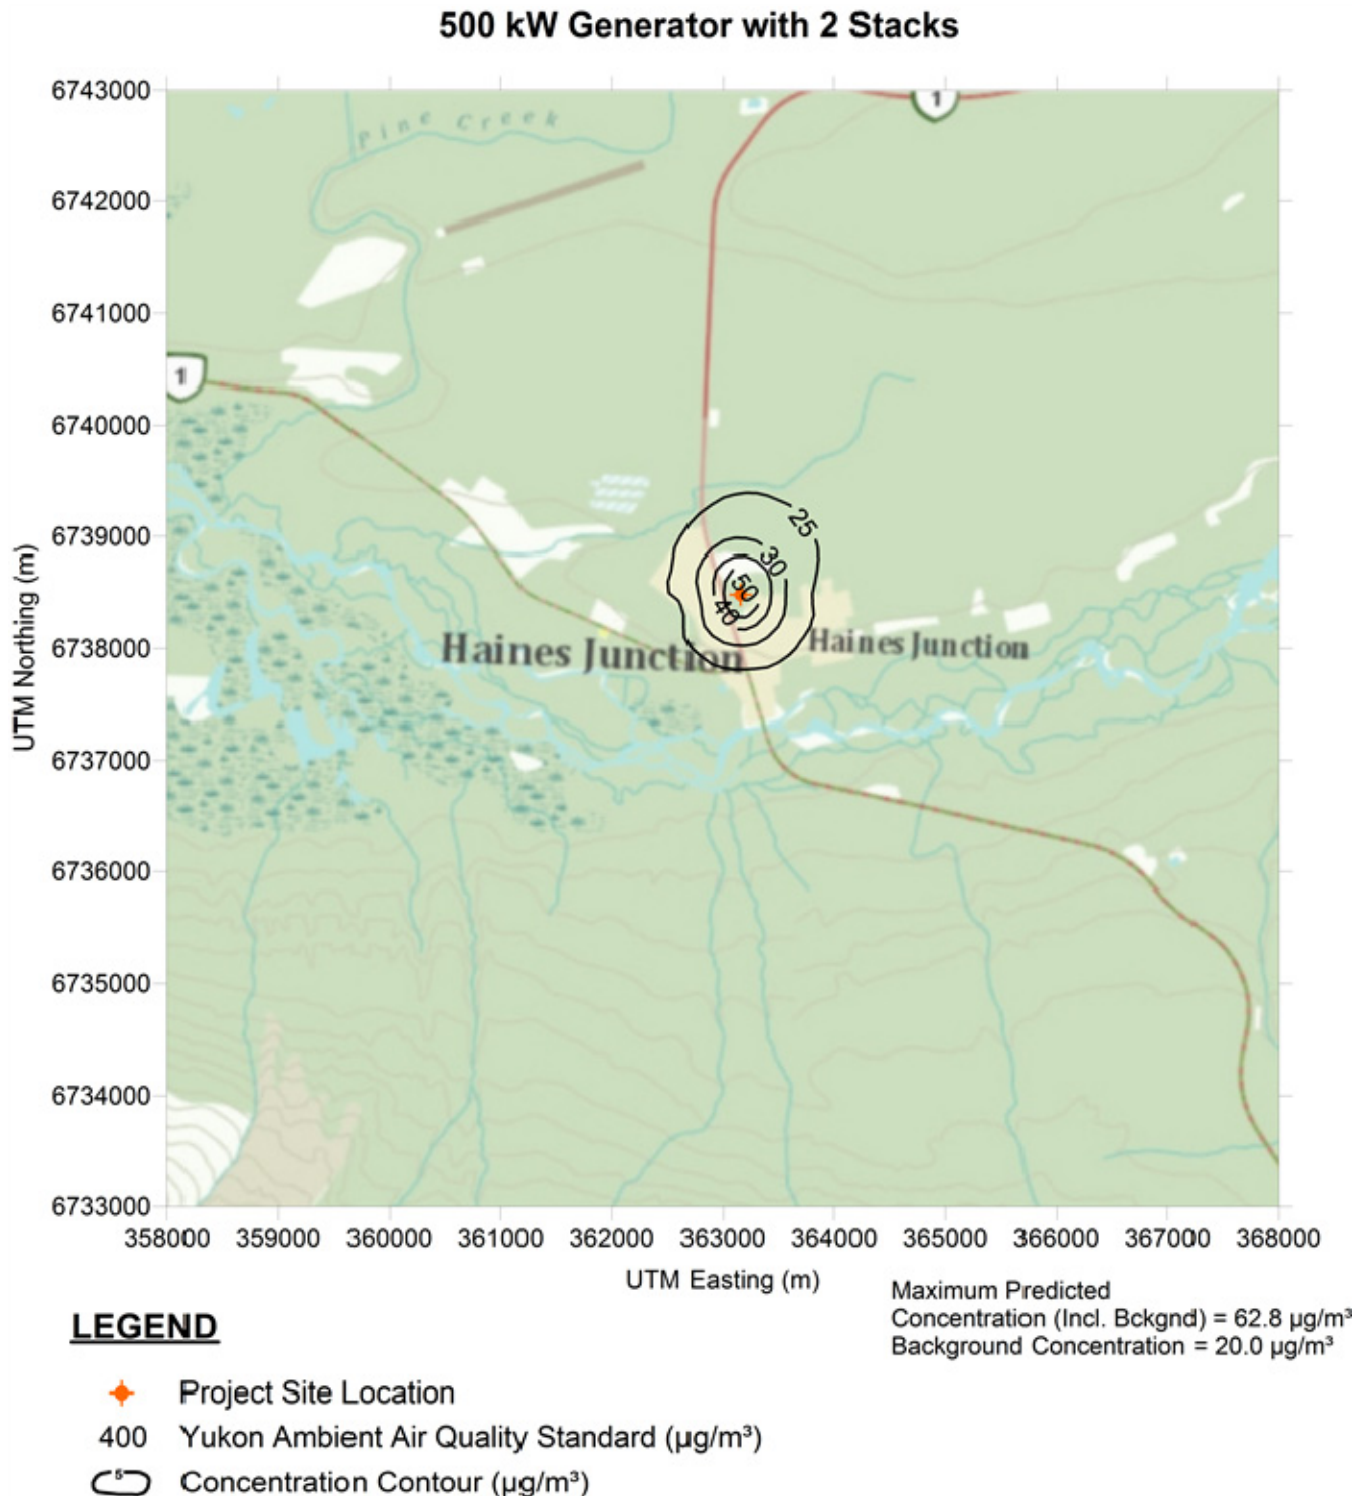 500 kW Generator with 2 Stacks
6743000
6742000
6741000
6740000
6739000
6738000
6737000
6736000
6735000
6734000
6733000
UTM Northing (m)
Pine Creek
1
1
25
30
50
40
Haines Junction
Haines Junction
358000 359000 360000 361000 362000 363000 364000 365000 366000 367000 368000
UTM Easting (m)
Maximum Predicted
Concentration (Incl. Bckgnd) = 62.8 µg/m³
Background Concentration = 20.0 µg/m³
LEGEND
Project Site Location
400 Yukon Ambient Air Quality Standard (µg/m³)
5 Concentration Contour (µg/m³)